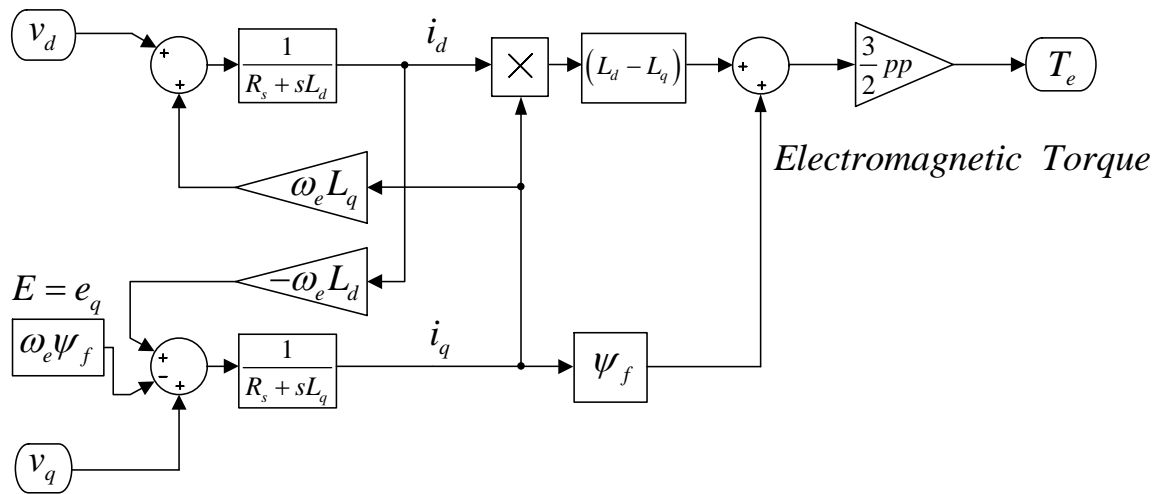 v_d
+
+
1
R_s + sL_d
i_d
×
(L_d − L_q)
+
+
3
2
pp
T_e
Electromagnetic Torque
ω_e L_q
−ω_e L_d
E = e_q
ω_e ψ_f
+
−
+
1
R_s + sL_q
i_q
ψ_f
v_q